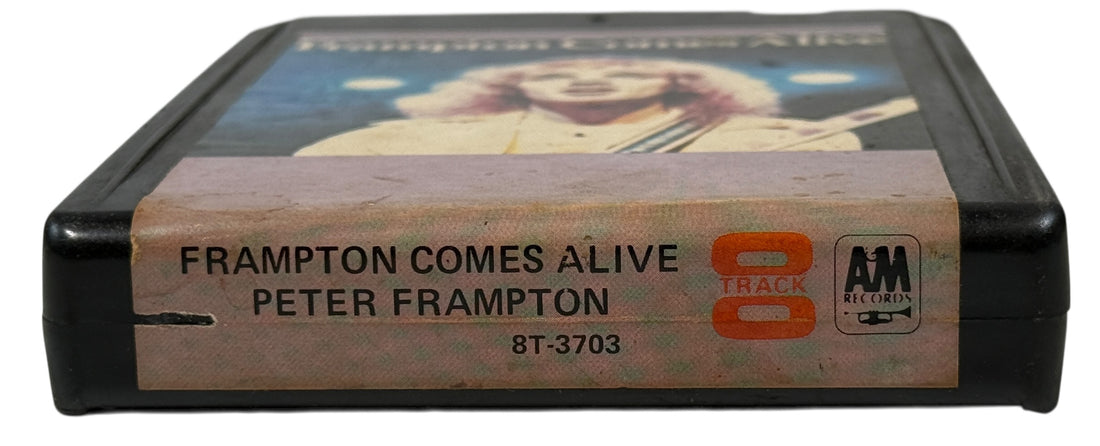 Frampton Comes Alive
FRAMPTON COMES ALIVE
PETER FRAMPTON
8T-3703
8
TRACK
A&M
RECORDS